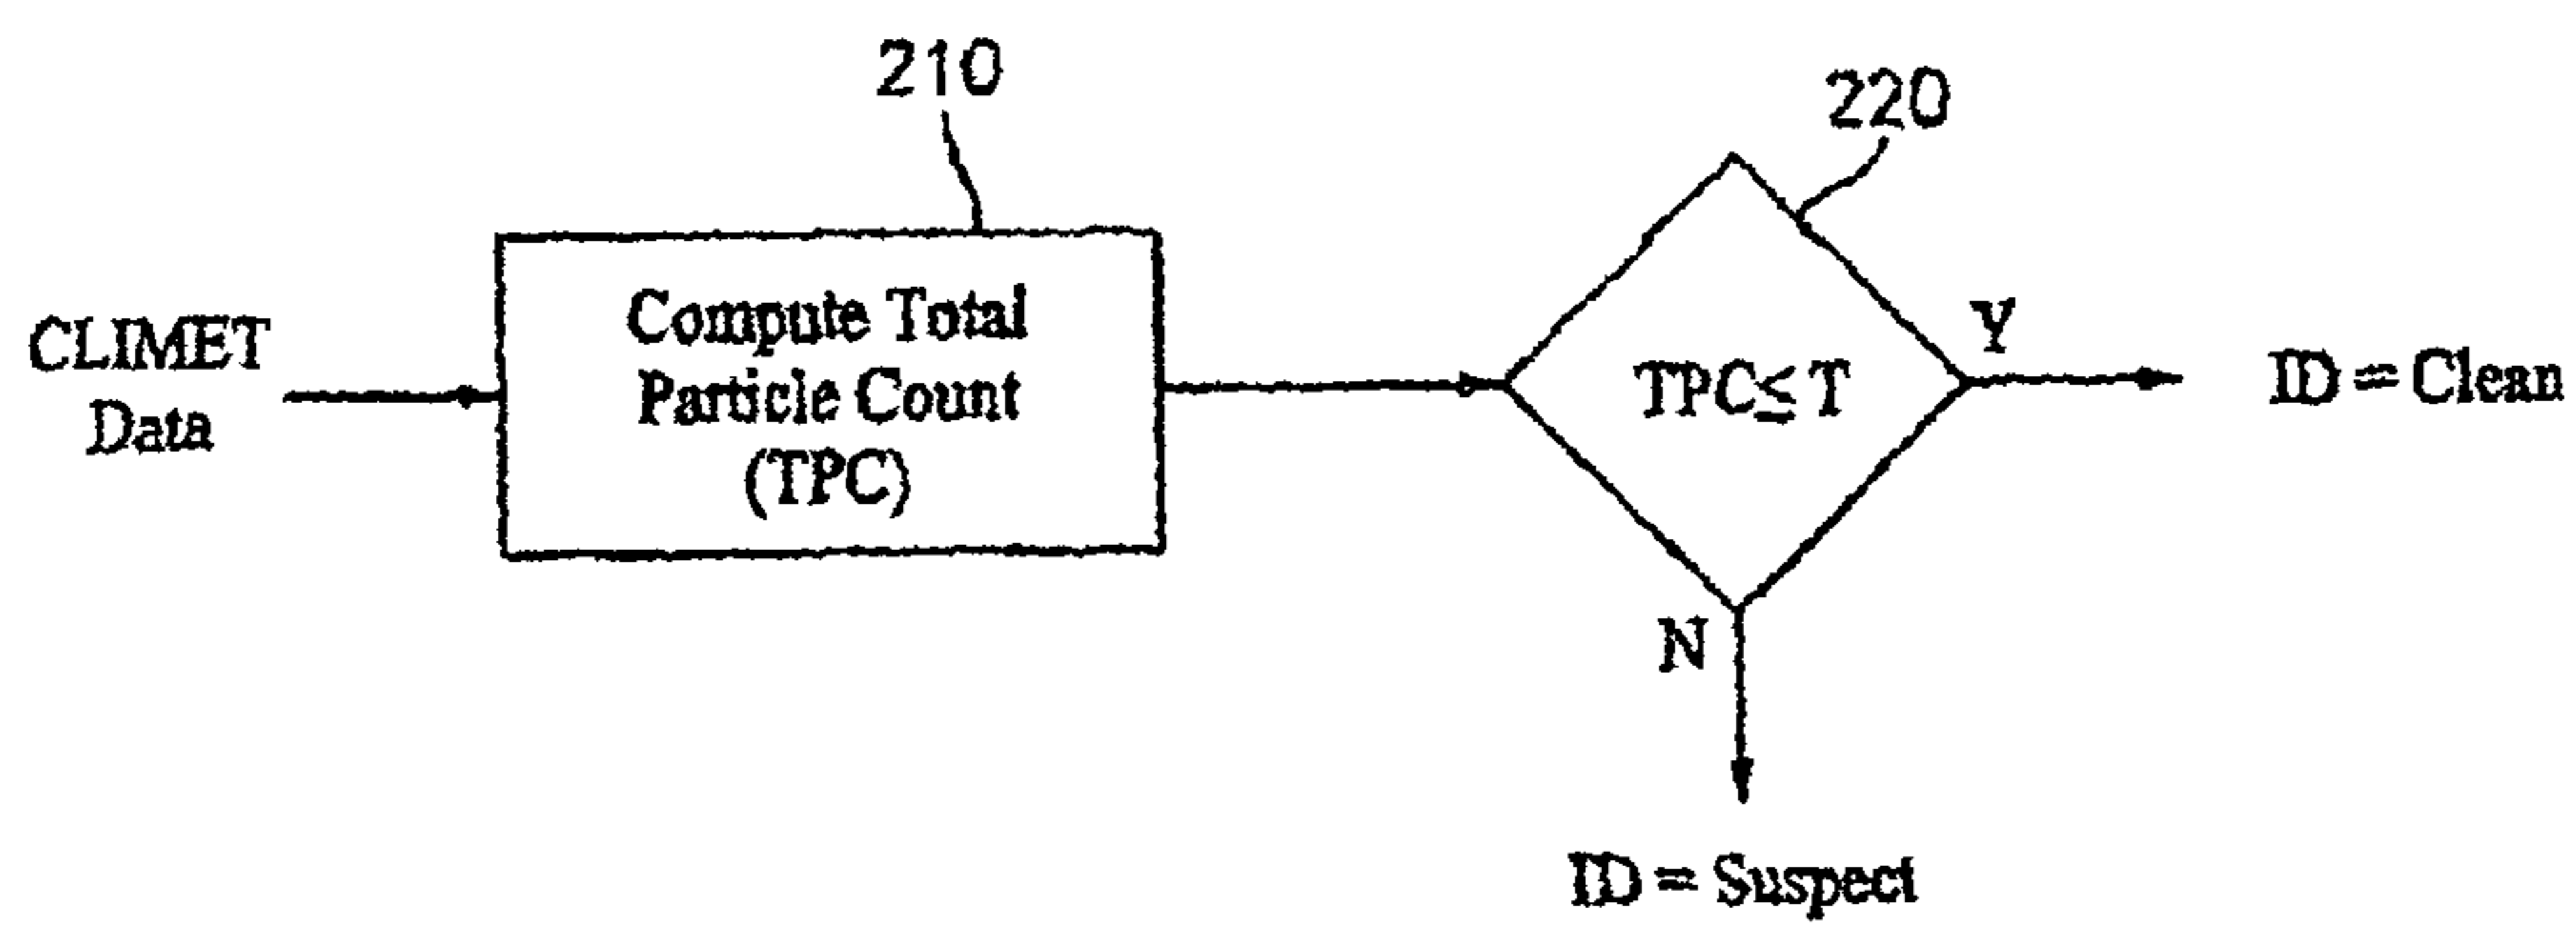 210
220
CLIMET
Data
Compute Total
Particle Count
(TPC)
TPC≤ T
Y
ID = Clean
N
ID = Suspect